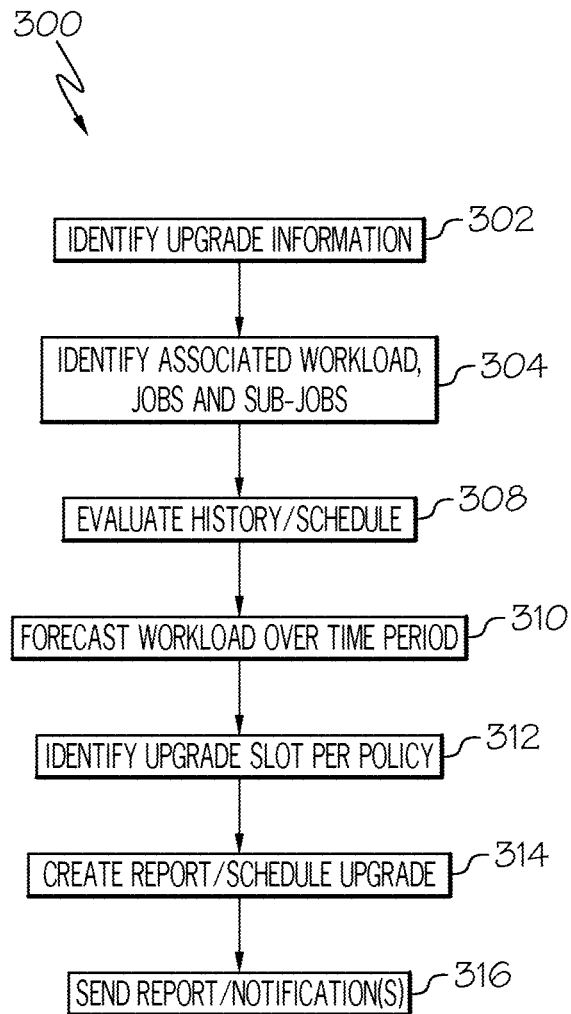 300
IDENTIFY UPGRADE INFORMATION
302
IDENTIFY ASSOCIATED WORKLOAD,
JOBS AND SUB-JOBS
304
EVALUATE HISTORY/SCHEDULE
308
FORECAST WORKLOAD OVER TIME PERIOD
310
IDENTIFY UPGRADE SLOT PER POLICY
312
CREATE REPORT/SCHEDULE UPGRADE
314
SEND REPORT/NOTIFICATION(S)
316